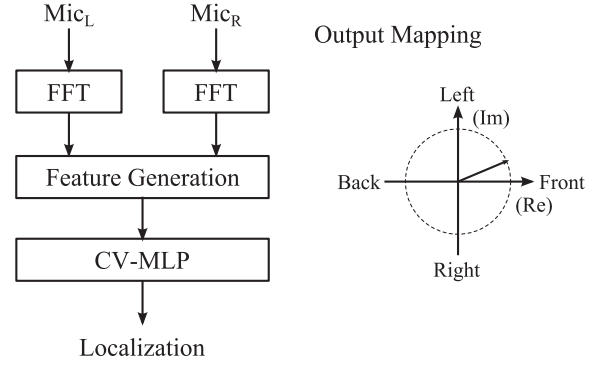 Mic_L
Mic_R
FFT
FFT
Feature Generation
CV-MLP
Localization
Output Mapping
Left
(Im)
Back
Front
(Re)
Right